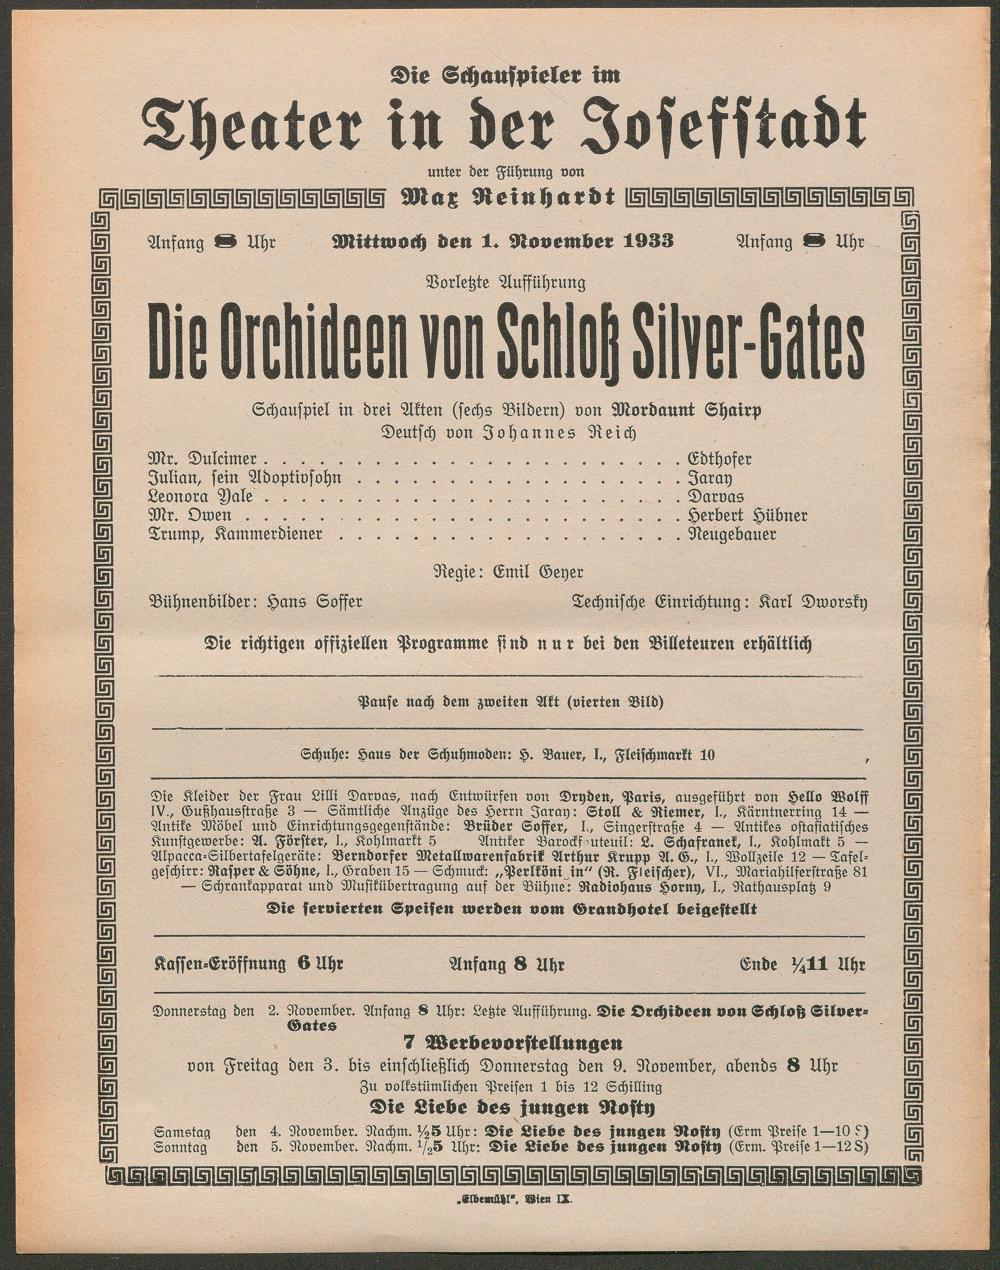 Die Schauspieler im
Theater in der Josefstadt
unter der Führung von
Max Reinhardt
Anfang 8 Uhr Mittwoch den 1. November 1933 Anfang 8 Uhr
Vorletzte Aufführung
Die Orchideen von Schloß Silver-Gates
Schauspiel in drei Akten (sechs Bildern) von Mordaunt Shairp
Deutsch von Johannes Reich
Mr. Dulcimer . . . . . . . . . . . . . . . . . . . . . . . Edthofer
Julian, sein Adoptivsohn . . . . . . . . . . . . . . . . . . Jaray
Leonora Yale . . . . . . . . . . . . . . . . . . . . . . . Darvas
Mr. Owen . . . . . . . . . . . . . . . . . . . . . . . . Herbert Hübner
Trump, Kammerdiener . . . . . . . . . . . . . . . . . . . Neugebauer
Regie: Emil Geyer
Bühnenbilder: Hans Soffer Technische Einrichtung: Karl Dworsky
Die richtigen offiziellen Programme sind nur bei den Billeteuren erhältlich
Pause nach dem zweiten Akt (vierten Bild)
Schuhe: Haus der Schuhmoden: H. Bauer, I., Fleischmarkt 10
Die Kleider der Frau Lilli Darvas, nach Entwürfen von Dryden, Paris, ausgeführt von Hello Wolff
IV., Gußhausstraße 3 — Sämtliche Anzüge des Herrn Jaray: Stoll & Riemer, I., Kärntnerring 14 —
Antike Möbel und Einrichtungsgegenstände: Brüder Soffer, I., Singerstraße 4 — Antikes ostasiatisches
Kunstgewerbe: A. Förster, I., Kohlmarkt 5 Antiker Barockf uteuil: L. Schafranek, I., Kohlmakt 5 —
Alpacca-Silbertafelgeräte: Berndorfer Metallwarenfabrik Arthur Krupp A. G., I., Wollzeile 12 — Tafel-
geschirr: Rasper & Söhne, I., Graben 15 — Schmuck: „Perlköni in" (R. Fleischer), VI., Mariahilferstraße 81
— Schrankapparat und Musikübertragung auf der Bühne: Radiohaus Horny, I., Rathausplatz 9
Die servierten Speisen werden vom Grandhotel beigestellt
Kassen-Eröffnung 6 Uhr Anfang 8 Uhr Ende ¼11 Uhr
Donnerstag den 2. November. Anfang 8 Uhr: Letzte Aufführung. Die Orchideen von Schloß Silver-
Gates
7 Werbevorstellungen
von Freitag den 3. bis einschließlich Donnerstag den 9. November, abends 8 Uhr
Zu volkstümlichen Preisen 1 bis 12 Schilling
Die Liebe des jungen Nosty
Samstag den 4. November. Nachm. ½5 Uhr: Die Liebe des jungen Nosty (Erm Preise 1—10 S)
Sonntag den 5. November. Nachm. ½5 Uhr: Die Liebe des jungen Nosty (Erm. Preise 1—12 S)
„Elbemühl", Wien IX.